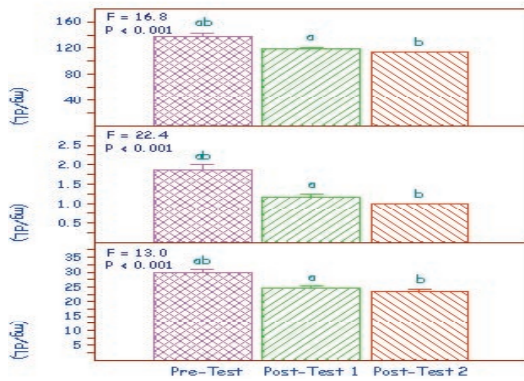 160
120
80
40
(mg/dL)
F = 16.8
P < 0.001
ab
a
b
2.5
2.0
1.5
1.0
0.5
(mg/dL)
F = 22.4
P < 0.001
ab
a
b
35
30
25
20
15
10
5
(mg/dL)
F = 13.0
P < 0.001
ab
a
b
Pre-Test Post-Test 1 Post-Test 2